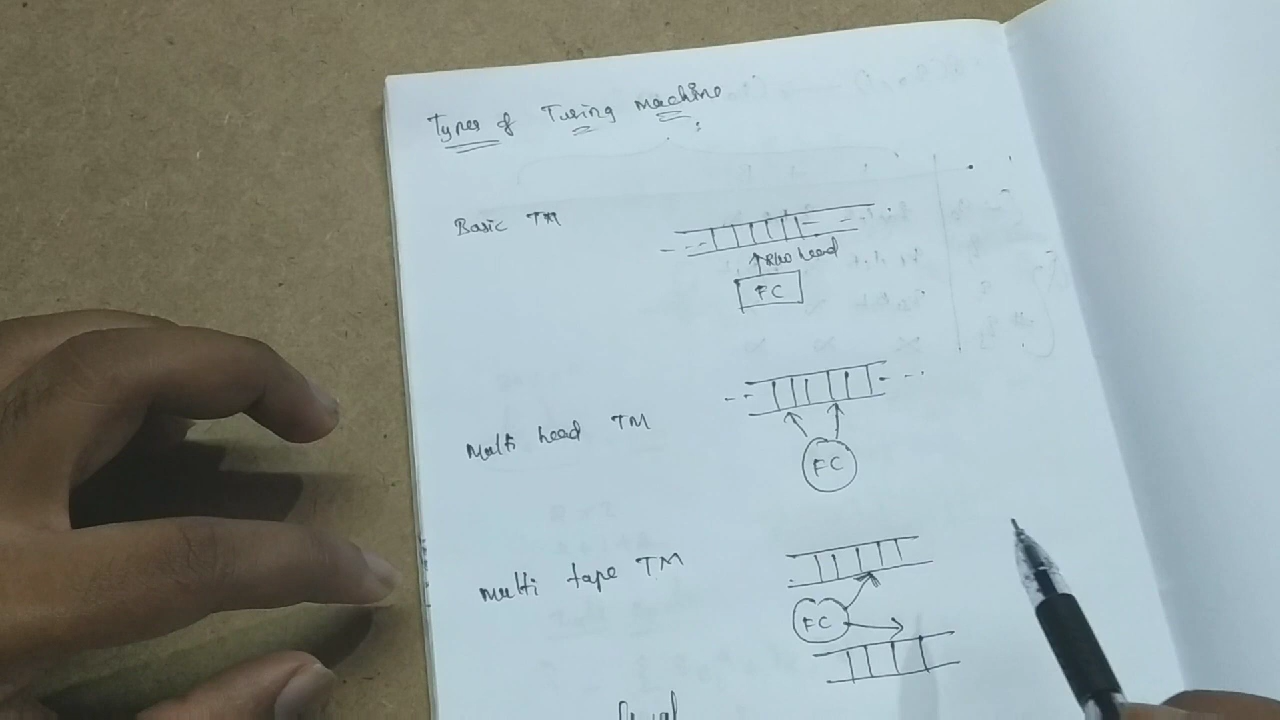 Types of Turing Machine
Basic TM
R/W head
FC
Multi head TM
FC
Multi tape TM
FC